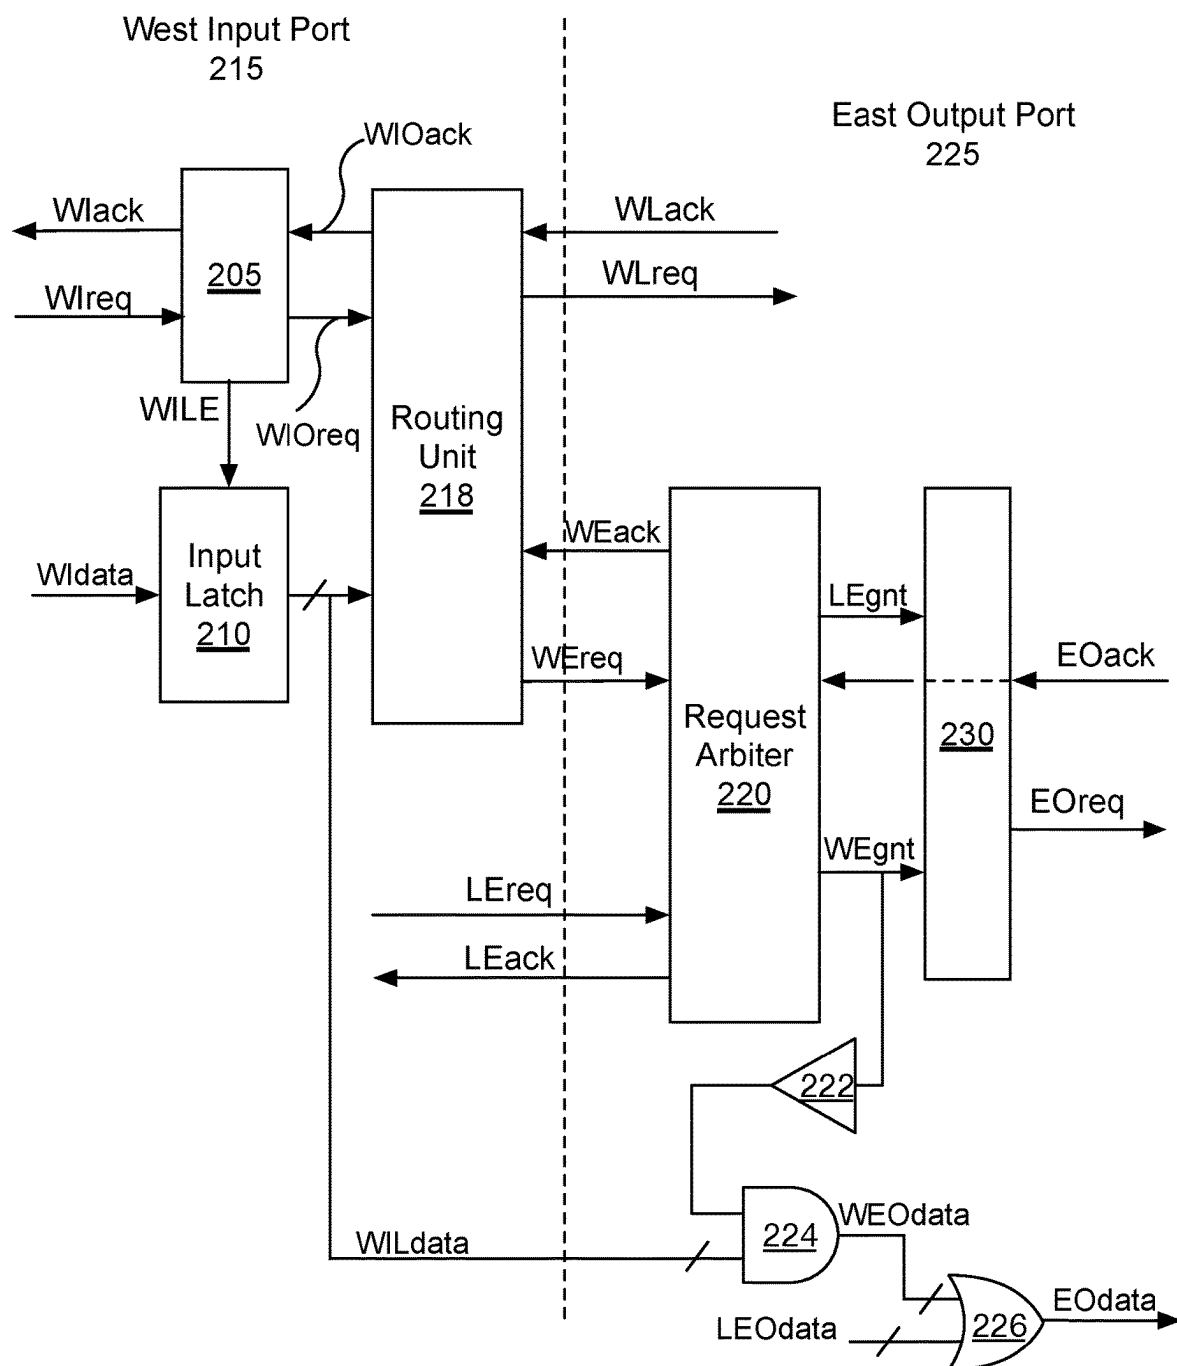 West Input Port
215
East Output Port
225
WIOack
WIack
WLack
205
WLreq
WIreq
WILE
WIOreq
Routing
Unit
218
WEack
Input
Latch
210
WIdata
LEgnt
WEreq
EOack
Request
Arbiter
220
230
EOreq
WEgnt
LEreq
LEack
222
WEOdata
224
WILdata
EOdata
LEOdata
226